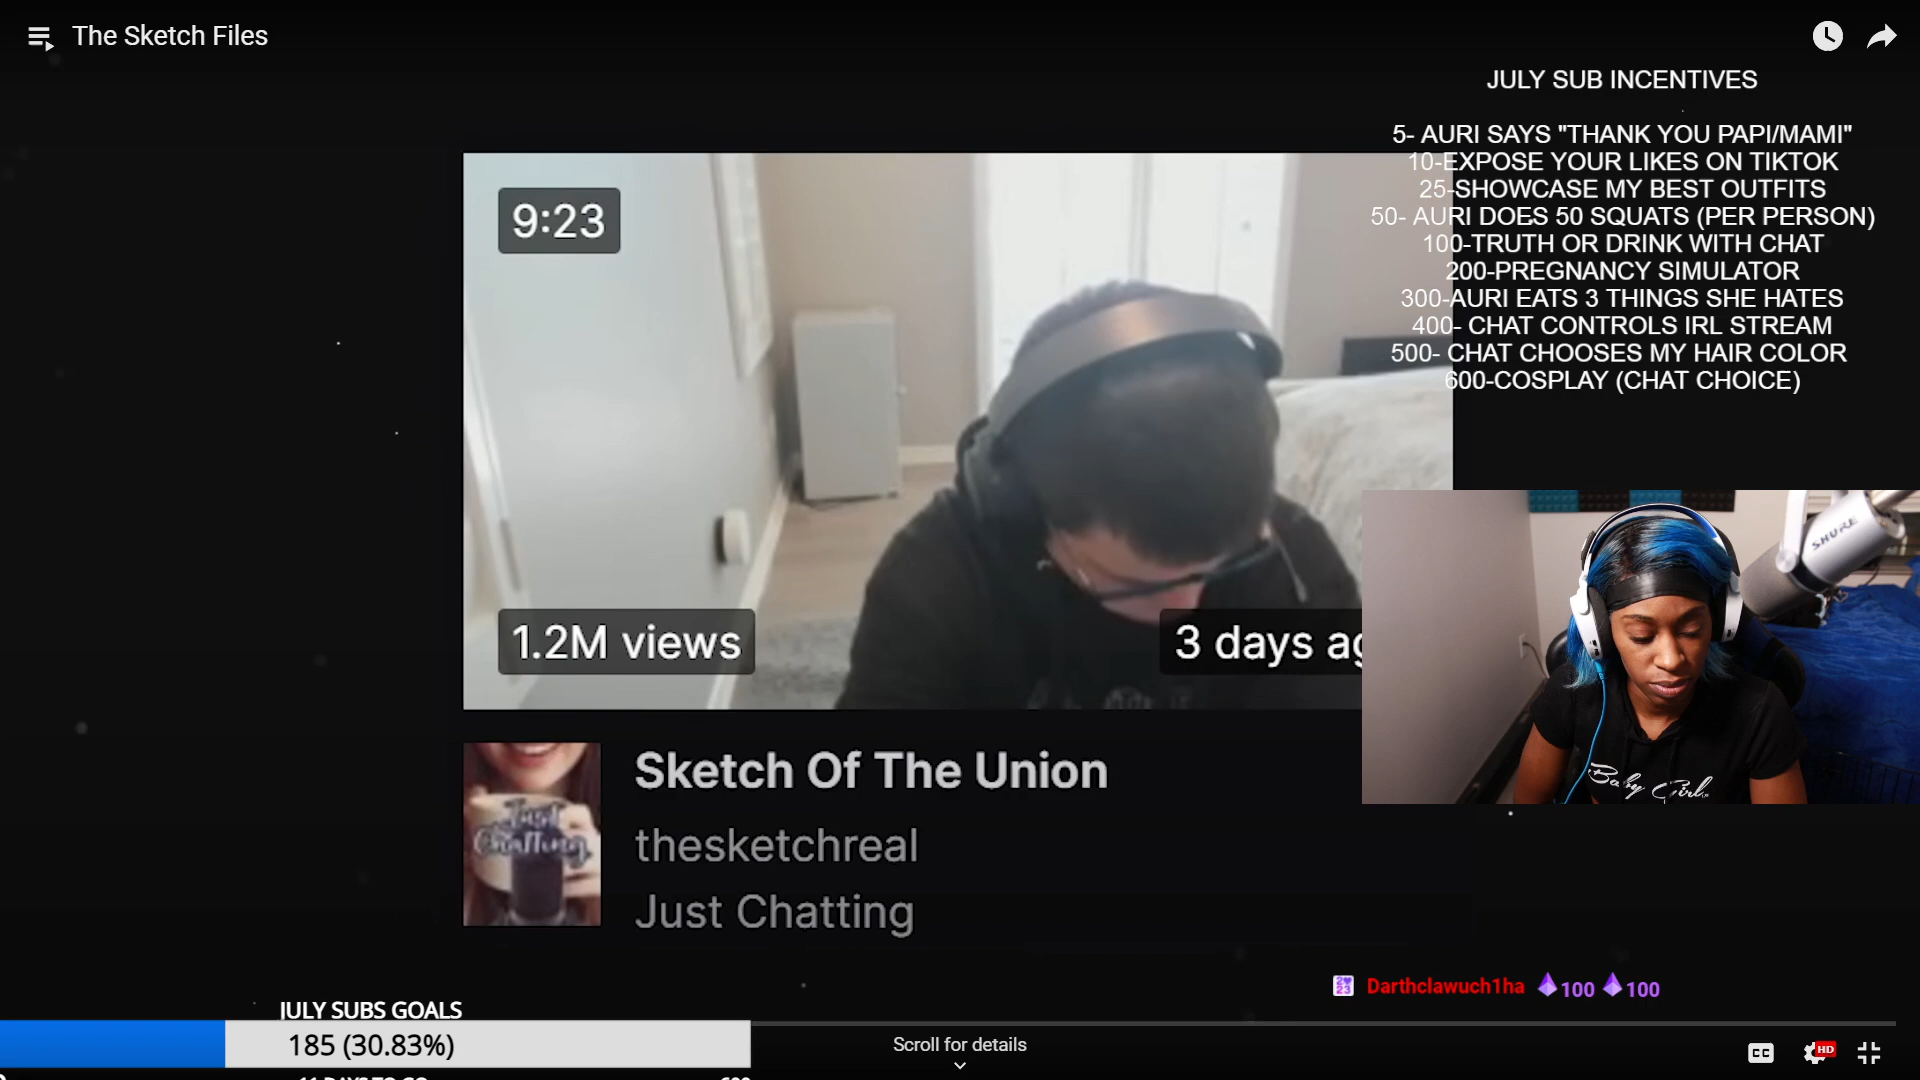 The Sketch Files
JULY SUB INCENTIVES
5- AURI SAYS "THANK YOU PAPI/MAMI"
10-EXPOSE YOUR LIKES ON TIKTOK
25-SHOWCASE MY BEST OUTFITS
50- AURI DOES 50 SQUATS (PER PERSON)
100-TRUTH OR DRINK WITH CHAT
200-PREGNANCY SIMULATOR
300-AURI EATS 3 THINGS SHE HATES
400- CHAT CONTROLS IRL STREAM
500- CHAT CHOOSES MY HAIR COLOR
600-COSPLAY (CHAT CHOICE)
9:23
1.2M views
3 days ag
SHURE
Baby Girl
Just
Chatting
Sketch Of The Union
thesketchreal
Just Chatting
Darthclawuch1ha 100 100
JULY SUBS GOALS
185 (30.83%)
Scroll for details
CC
HD